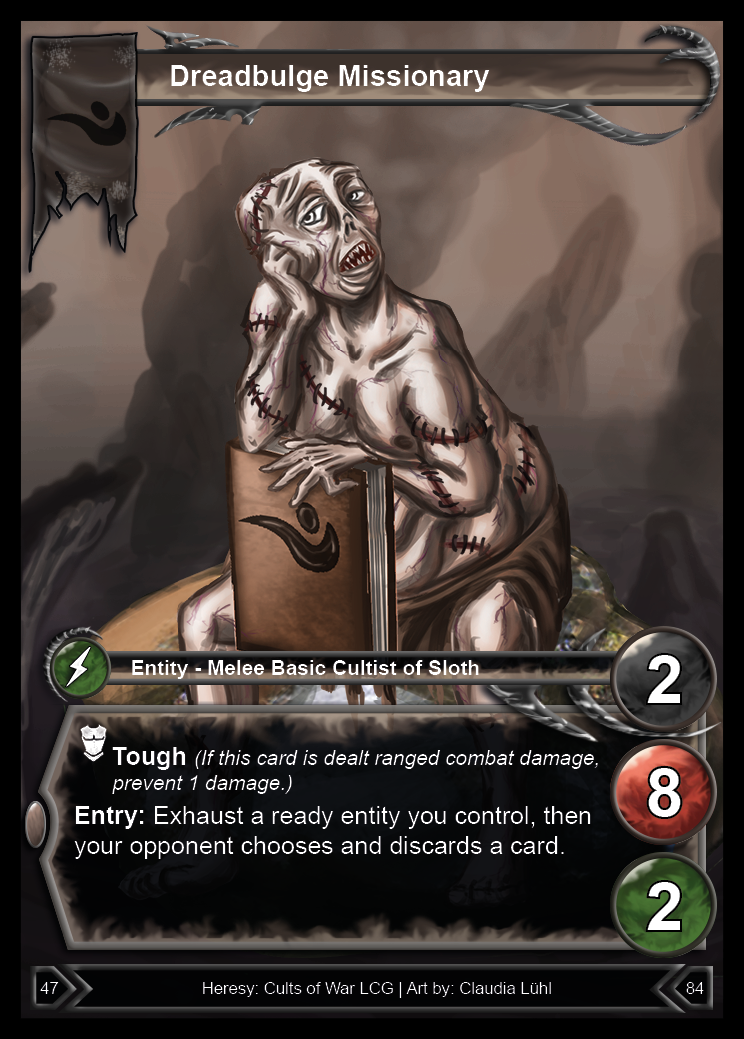 Dreadbulge Missionary
Entity - Melee Basic Cultist of Sloth
2
Tough (If this card is dealt ranged combat damage,
prevent 1 damage.)
8
Entry: Exhaust a ready entity you control, then
your opponent chooses and discards a card.
2
47
Heresy: Cults of War LCG | Art by: Claudia Lühl
84